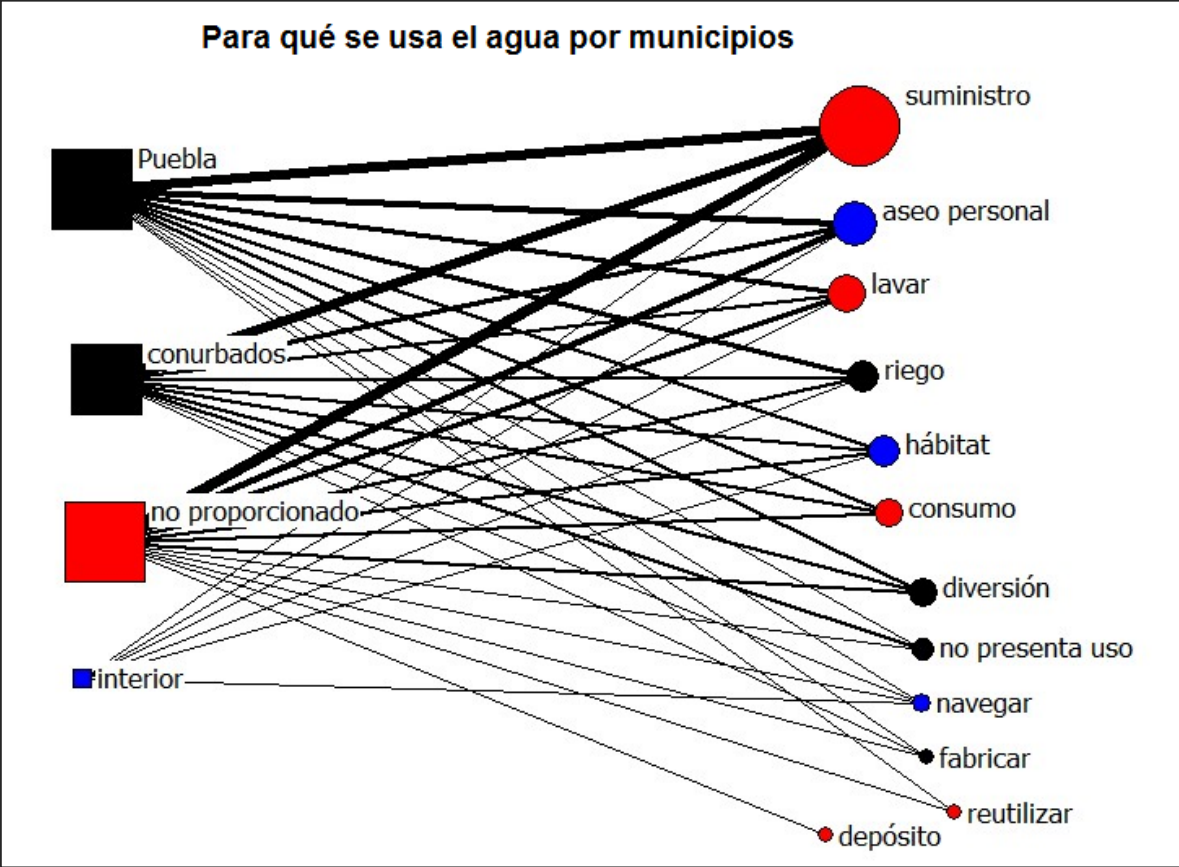 Para qué se usa el agua por municipios
suministro
Puebla
aseo personal
lavar
conurbados
riego
hábitat
no proporcionado
consumo
diversión
no presenta uso
interior
navegar
fabricar
reutilizar
depósito